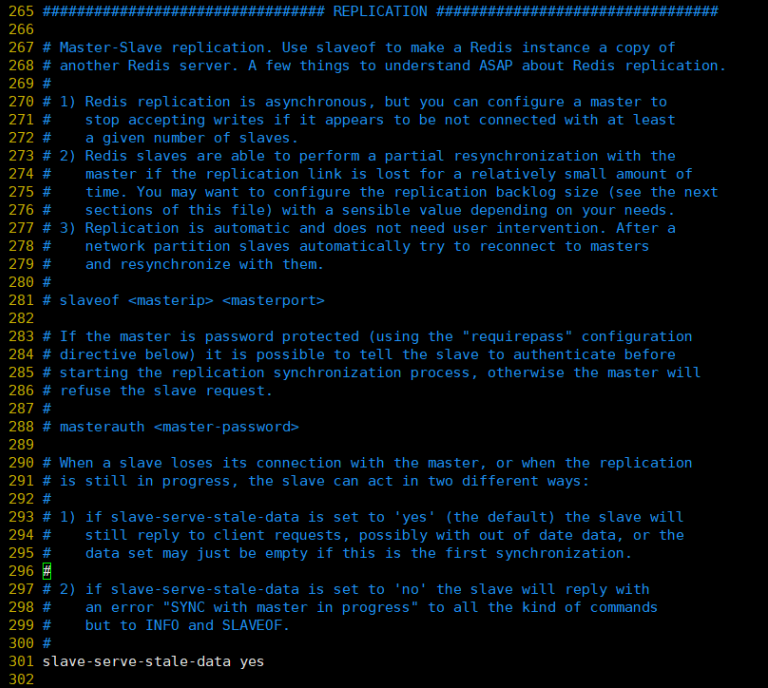 265 ################################# REPLICATION #################################
266
267 # Master-Slave replication. Use slaveof to make a Redis instance a copy of
268 # another Redis server. A few things to understand ASAP about Redis replication.
269 #
270 # 1) Redis replication is asynchronous, but you can configure a master to
271 #    stop accepting writes if it appears to be not connected with at least
272 #    a given number of slaves.
273 # 2) Redis slaves are able to perform a partial resynchronization with the
274 #    master if the replication link is lost for a relatively small amount of
275 #    time. You may want to configure the replication backlog size (see the next
276 #    sections of this file) with a sensible value depending on your needs.
277 # 3) Replication is automatic and does not need user intervention. After a
278 #    network partition slaves automatically try to reconnect to masters
279 #    and resynchronize with them.
280 #
281 # slaveof <masterip> <masterport>
282
283 # If the master is password protected (using the "requirepass" configuration
284 # directive below) it is possible to tell the slave to authenticate before
285 # starting the replication synchronization process, otherwise the master will
286 # refuse the slave request.
287 #
288 # masterauth <master-password>
289
290 # When a slave loses its connection with the master, or when the replication
291 # is still in progress, the slave can act in two different ways:
292 #
293 # 1) if slave-serve-stale-data is set to 'yes' (the default) the slave will
294 #    still reply to client requests, possibly with out of date data, or the
295 #    data set may just be empty if this is the first synchronization.
296 #
297 # 2) if slave-serve-stale-data is set to 'no' the slave will reply with
298 #    an error "SYNC with master in progress" to all the kind of commands
299 #    but to INFO and SLAVEOF.
300 #
301 slave-serve-stale-data yes
302